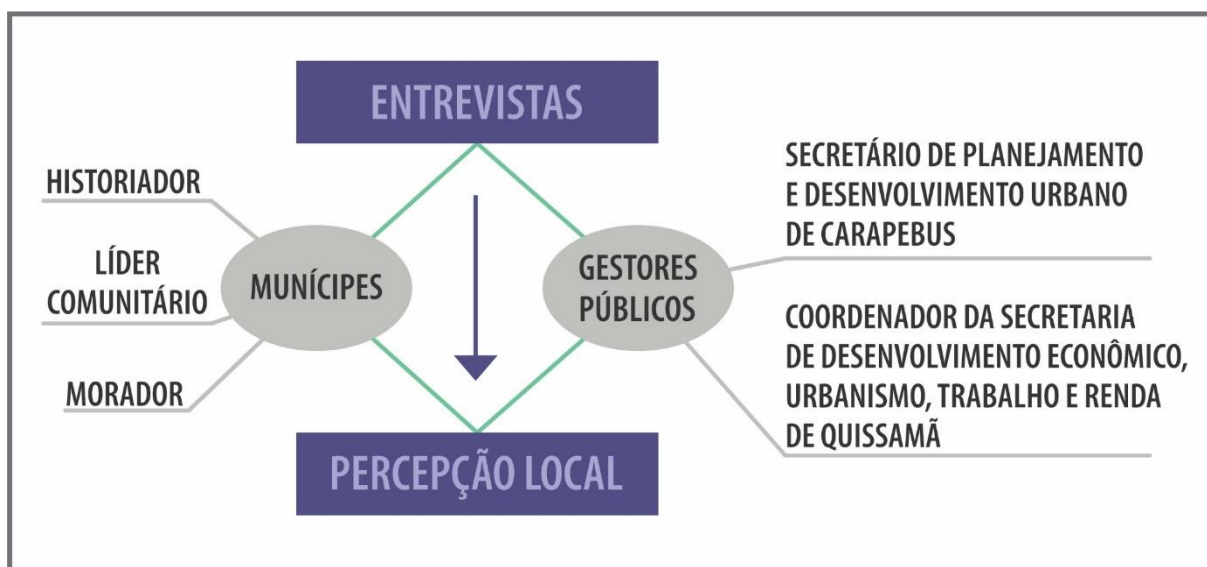 ENTREVISTAS
HISTORIADOR
LÍDER
COMUNITÁRIO
MORADOR
MUNÍCIPES
GESTORES
PÚBLICOS
SECRETÁRIO DE PLANEJAMENTO
E DESENVOLVIMENTO URBANO
DE CARAPEBUS
COORDENADOR DA SECRETARIA
DE DESENVOLVIMENTO ECONÔMICO,
URBANISMO, TRABALHO E RENDA
DE QUISSAMÃ
PERCEPÇÃO LOCAL